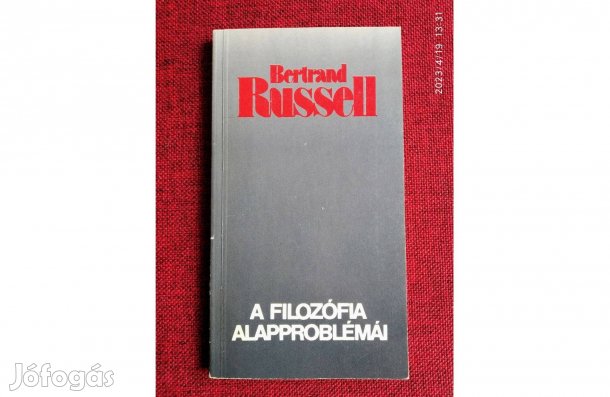 Bertrand
Russell
A FILOZÓFIA
ALAPPROBLÉMÁI
Jófogás
2023/4/19 13:31